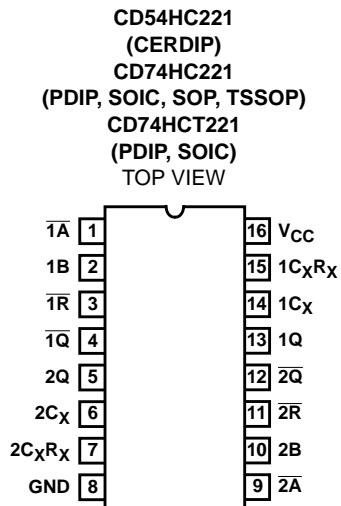 CD54HC221
(CERDIP)
CD74HC221
(PDIP, SOIC, SOP, TSSOP)
CD74HCT221
(PDIP, SOIC)
TOP VIEW
1A̅ 1 16 VCC
1B 2 15 1CXRX
1R̅ 3 14 1CX
1Q̅ 4 13 1Q
2Q 5 12 2Q̅
2CX 6 11 2R̅
2CXRX 7 10 2B
GND 8 9 2A̅